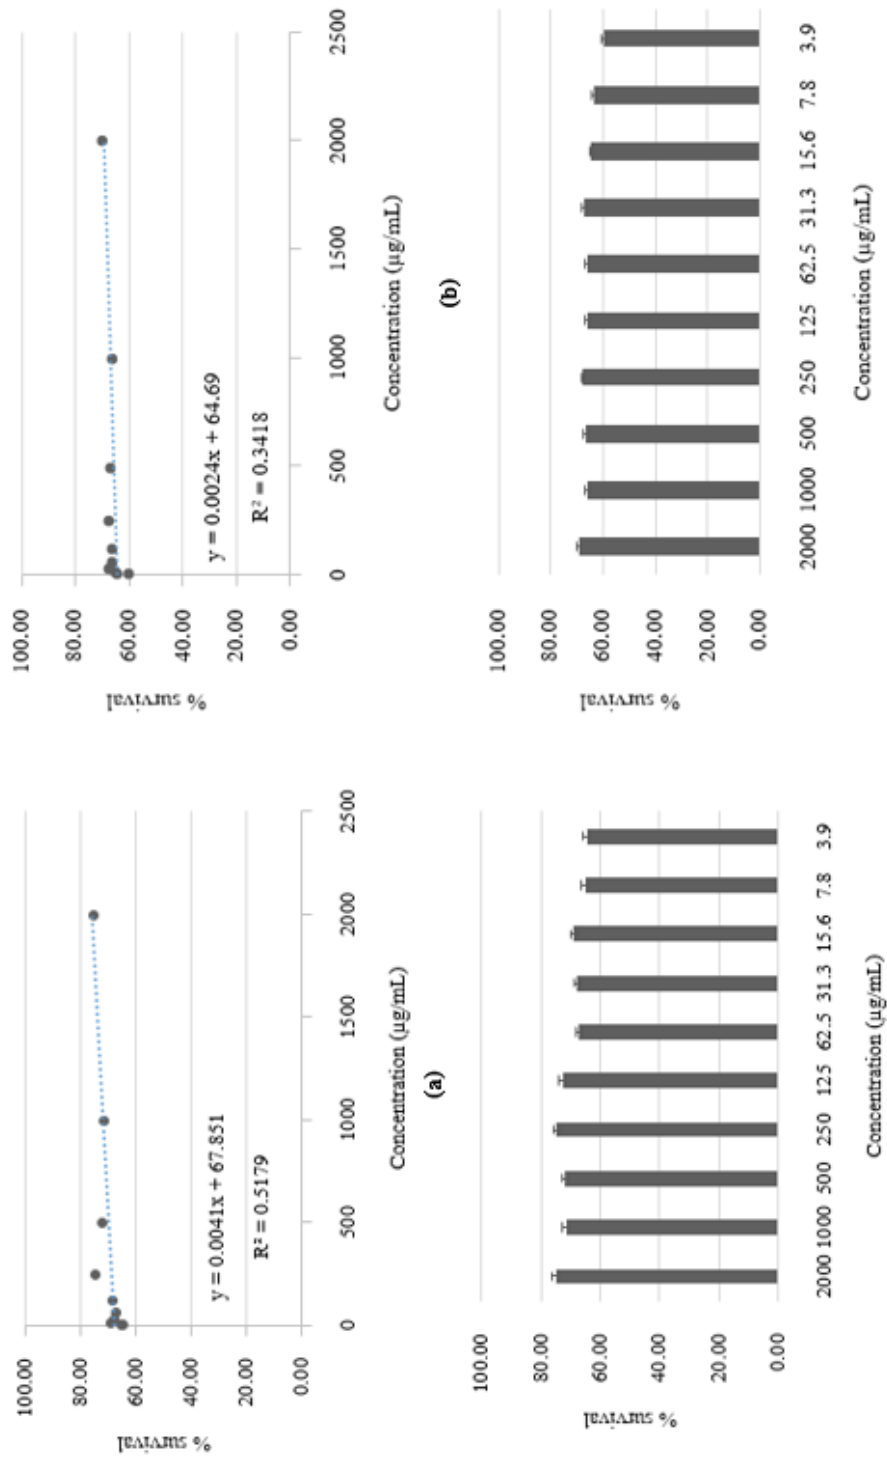 100.00
80.00
60.00
40.00
20.00
0.00
% survival
y = 0.0041x + 67.851
R² = 0.5179
0 500 1000 1500 2000 2500
Concentration (µg/mL)
(a)
100.00
80.00
60.00
40.00
20.00
0.00
% survival
2000 1000 500 250 125 62.5 31.3 15.6 7.8 3.9
Concentration (µg/mL)
100.00
80.00
60.00
40.00
20.00
0.00
% survival
y = 0.0024x + 64.69
R² = 0.3418
0 500 1000 1500 2000 2500
Concentration (µg/mL)
(b)
100.00
80.00
60.00
40.00
20.00
0.00
% survival
2000 1000 500 250 125 62.5 31.3 15.6 7.8 3.9
Concentration (µg/mL)